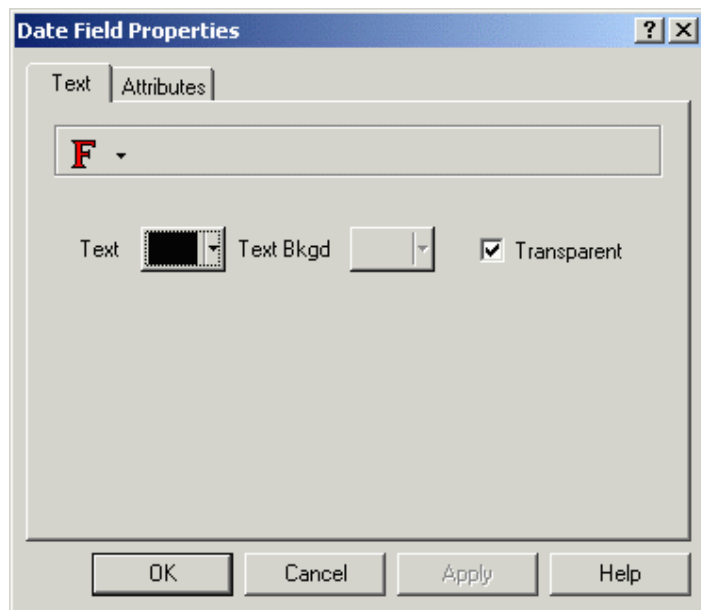 Date Field Properties ?
Text Attributes
F
Text Text Bkgd Transparent
OK Cancel Apply Help